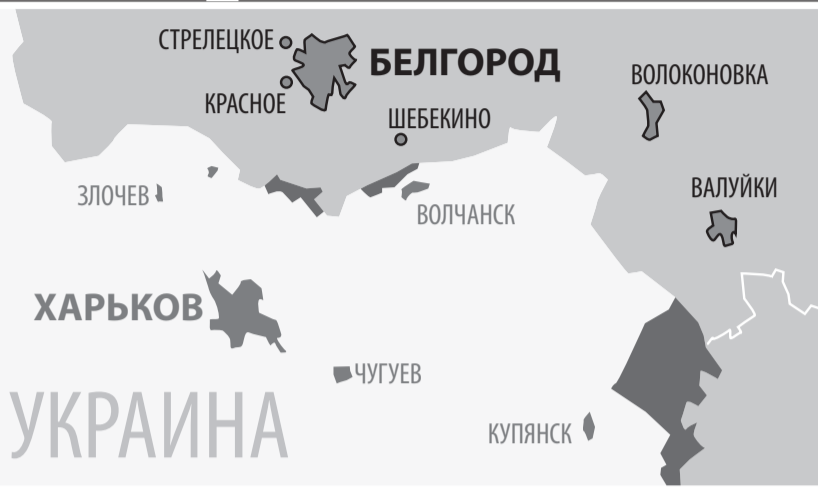 СТРЕЛЕЦКОЕ
БЕЛГОРОД
ВОЛОКОНОВКА
КРАСНОЕ
ШЕБЕКИНО
ЗЛОЧЕВ
ВАЛУЙКИ
ВОЛЧАНСК
ХАРЬКОВ
ЧУГУЕВ
УКРАИНА
КУПЯНСК